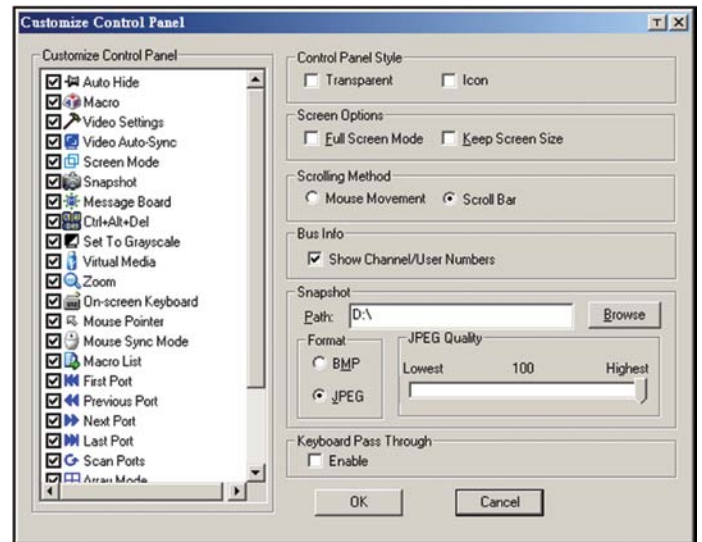 Customize Control Panel
Customize Control Panel
Auto Hide
Macro
Video Settings
Video Auto-Sync
Screen Mode
Snapshot
Message Board
Ctrl+Alt+Del
Set To Grayscale
Virtual Media
Zoom
On-screen Keyboard
Mouse Pointer
Mouse Sync Mode
Macro List
First Port
Previous Port
Next Port
Last Port
Scan Ports
Array Mode
Control Panel Style
Transparent Icon
Screen Options
Full Screen Mode Keep Screen Size
Scrolling Method
Mouse Movement Scroll Bar
Bus Info
Show Channel/User Numbers
Snapshot
Path: D:\ Browse
Format
BMP
JPEG
JPEG Quality
Lowest 100 Highest
Keyboard Pass Through
Enable
OK Cancel